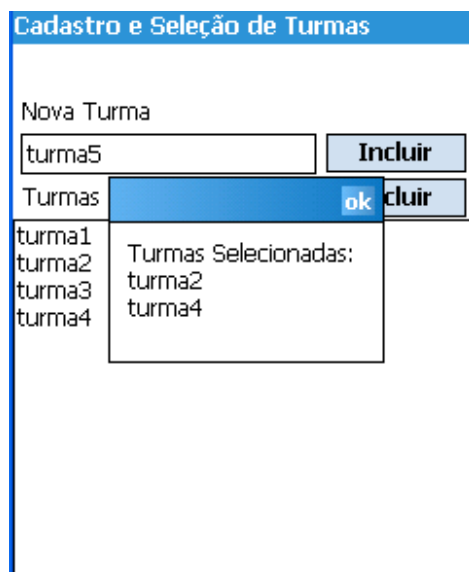 Cadastro e Seleção de Turmas
Nova Turma
turma5 Incluir
Turmas ok cluir
turma1
turma2
turma3
turma4
Turmas Selecionadas:
turma2
turma4